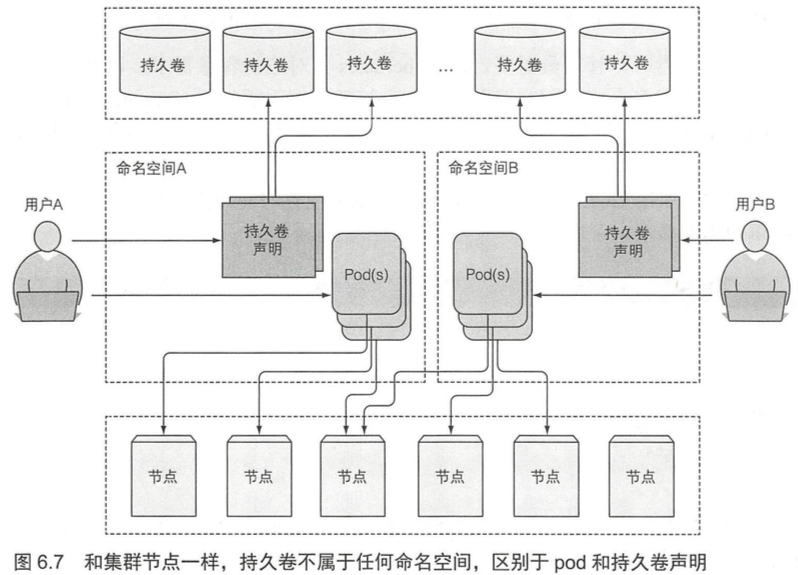 持久卷
持久卷
持久卷
...
持久卷
持久卷
命名空间A
命名空间B
用户A
用户B
持久卷
声明
持久卷
声明
Pod(s)
Pod(s)
节点
节点
节点
节点
节点
节点
图 6.7 和集群节点一样，持久卷不属于任何命名空间，区别于 pod 和持久卷声明